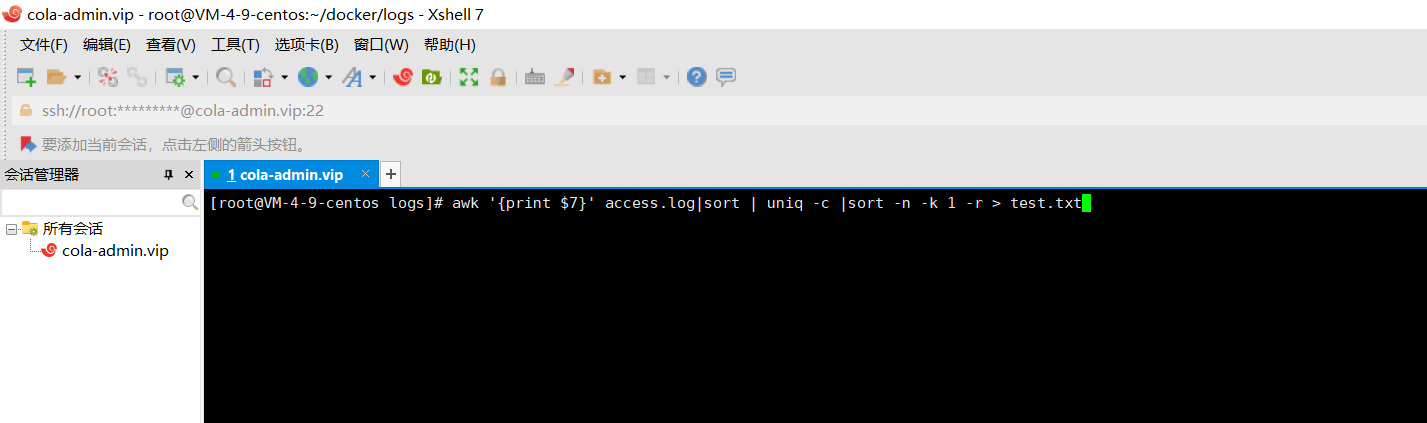 cola-admin.vip - root@VM-4-9-centos:~/docker/logs - Xshell 7
文件(F) 编辑(E) 查看(V) 工具(T) 选项卡(B) 窗口(W) 帮助(H)
ssh://root:*********@cola-admin.vip:22
要添加当前会话，点击左侧的箭头按钮。
会话管理器
1 cola-admin.vip
[root@VM-4-9-centos logs]# awk '{print $7}' access.log|sort | uniq -c |sort -n -k 1 -r > test.txt
所有会话
cola-admin.vip